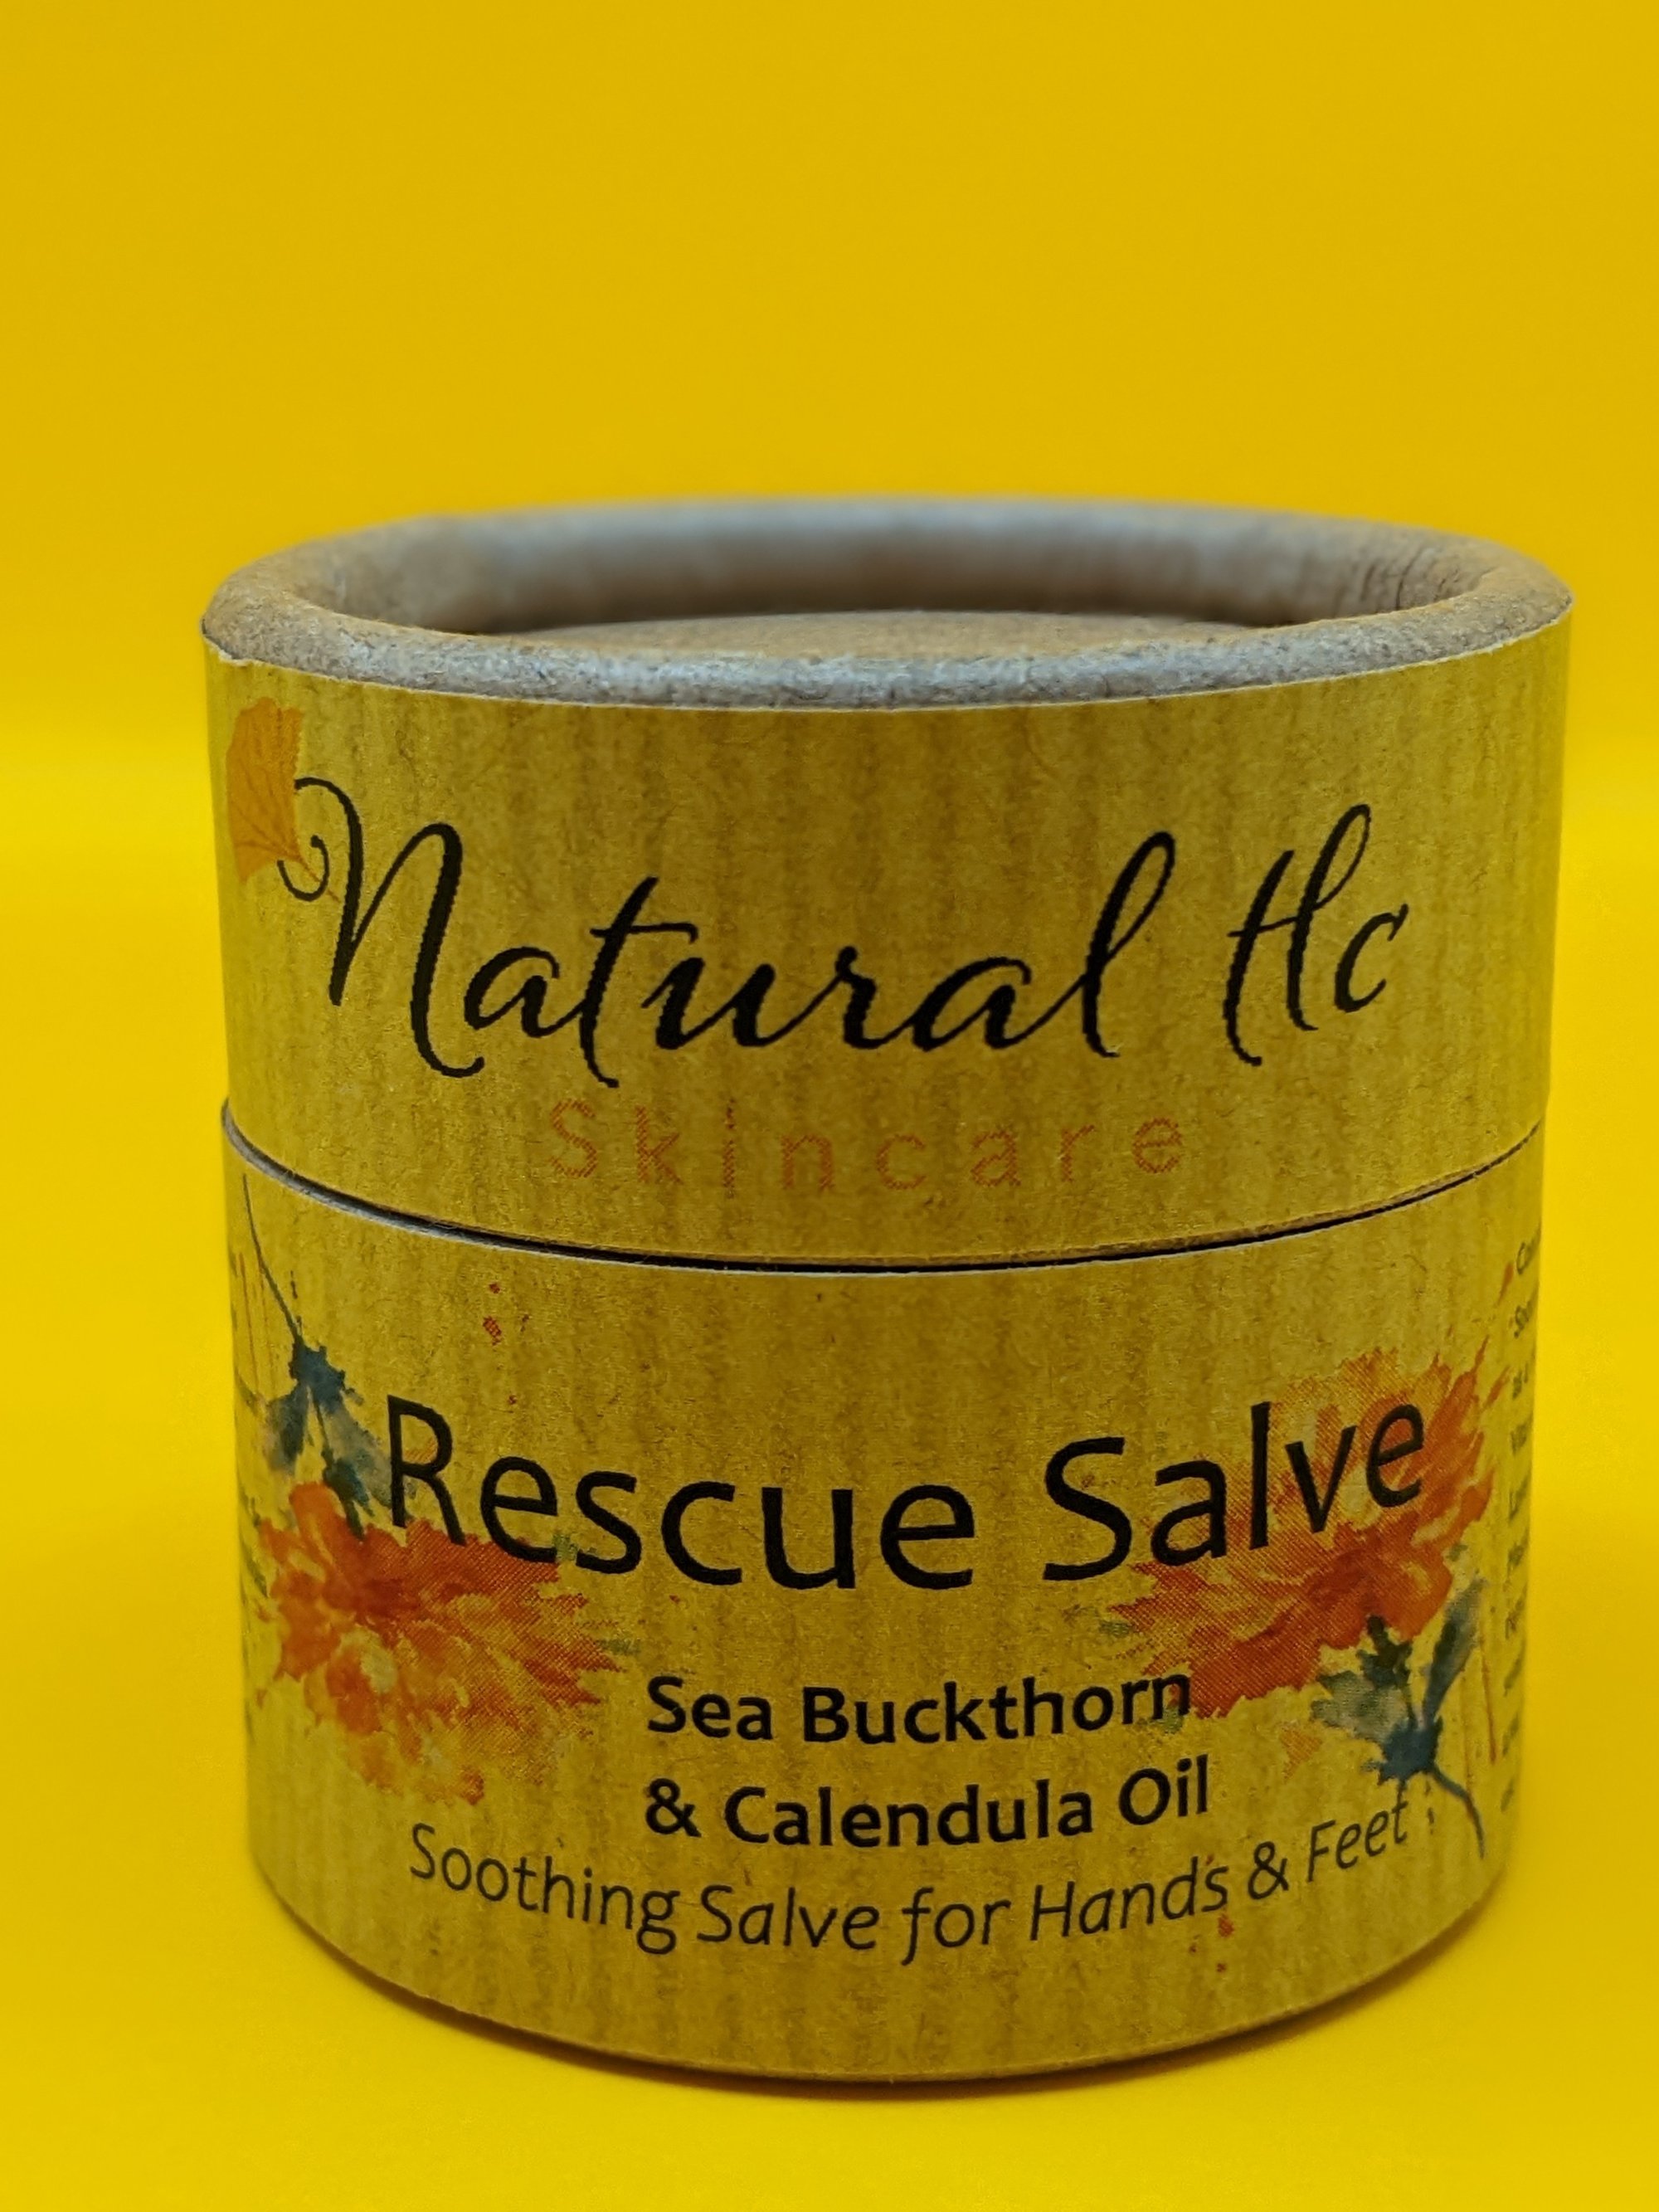 Natural tlc
Skincare
Rescue Salve
Sea Buckthorn
& Calendula Oil
Soothing Salve for Hands & Feet